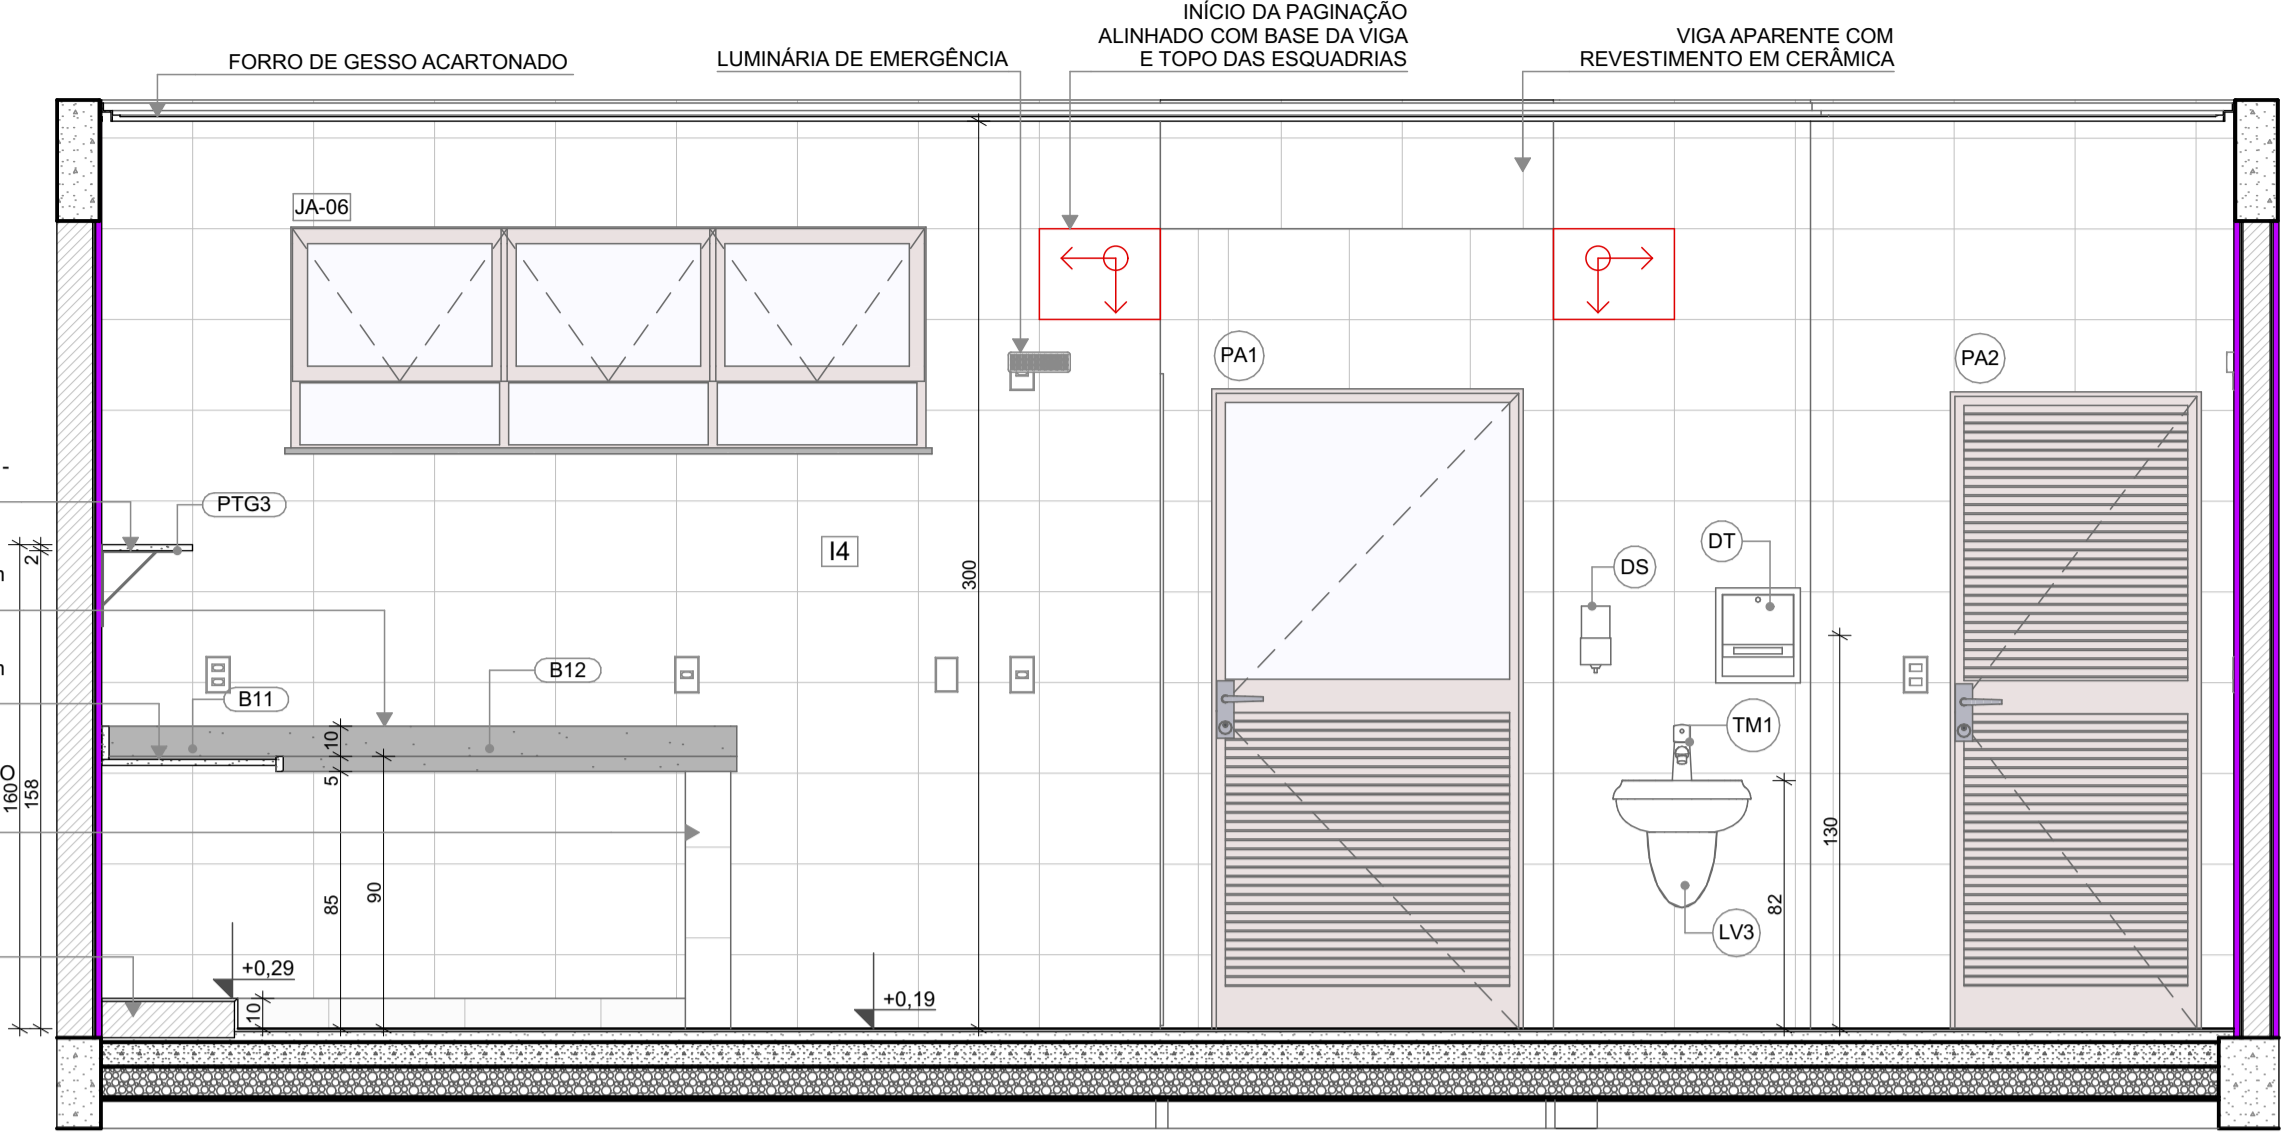 INÍCIO DA PAGINAÇÃO
ALINHADO COM BASE DA VIGA
E TOPO DAS ESQUADRIAS
VIGA APARENTE COM
REVESTIMENTO EM CERÂMICA
FORRO DE GESSO ACARTONADO
LUMINÁRIA DE EMERGÊNCIA
JA-06
PA1
PA2
-
PTG3
I4
DS
DT
2
300
B12
B11
TM1
10
5
O
160
158
85
90
130
82
LV3
+0,29
+0,19
10